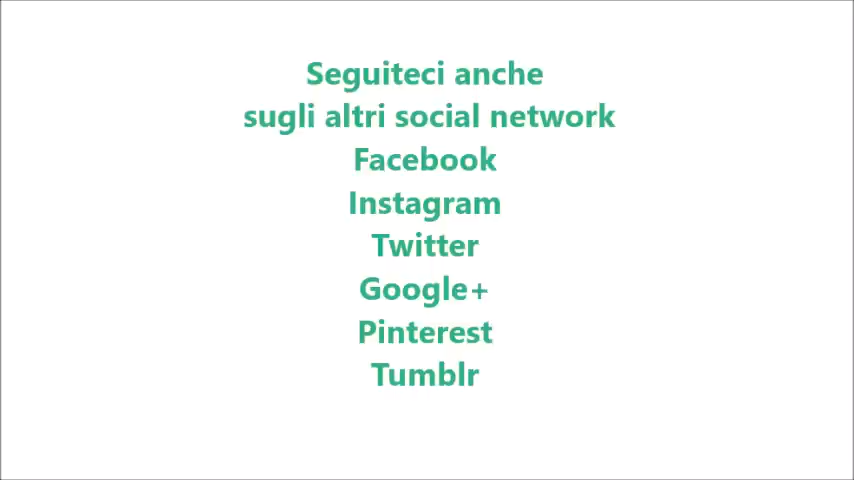 Seguiteci anche
sugli altri social network
Facebook
Instagram
Twitter
Google+
Pinterest
Tumblr